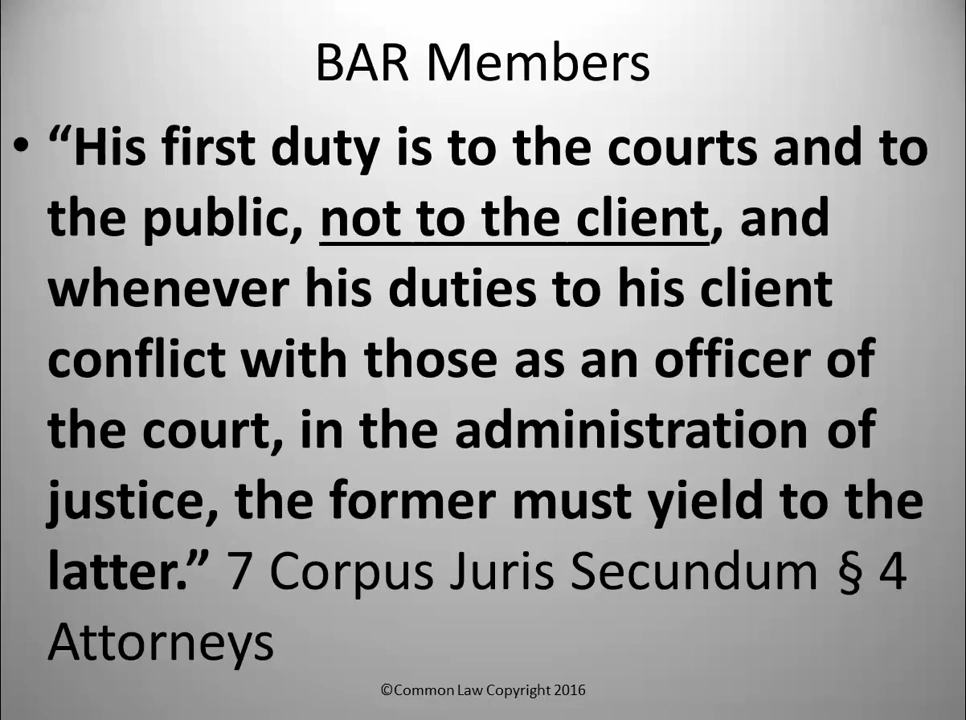 BAR Members
• “His first duty is to the courts and to
the public, not to the client, and
whenever his duties to his client
conflict with those as an officer of
the court, in the administration of
justice, the former must yield to the
latter.” 7 Corpus Juris Secundum § 4
Attorneys
©Common Law Copyright 2016